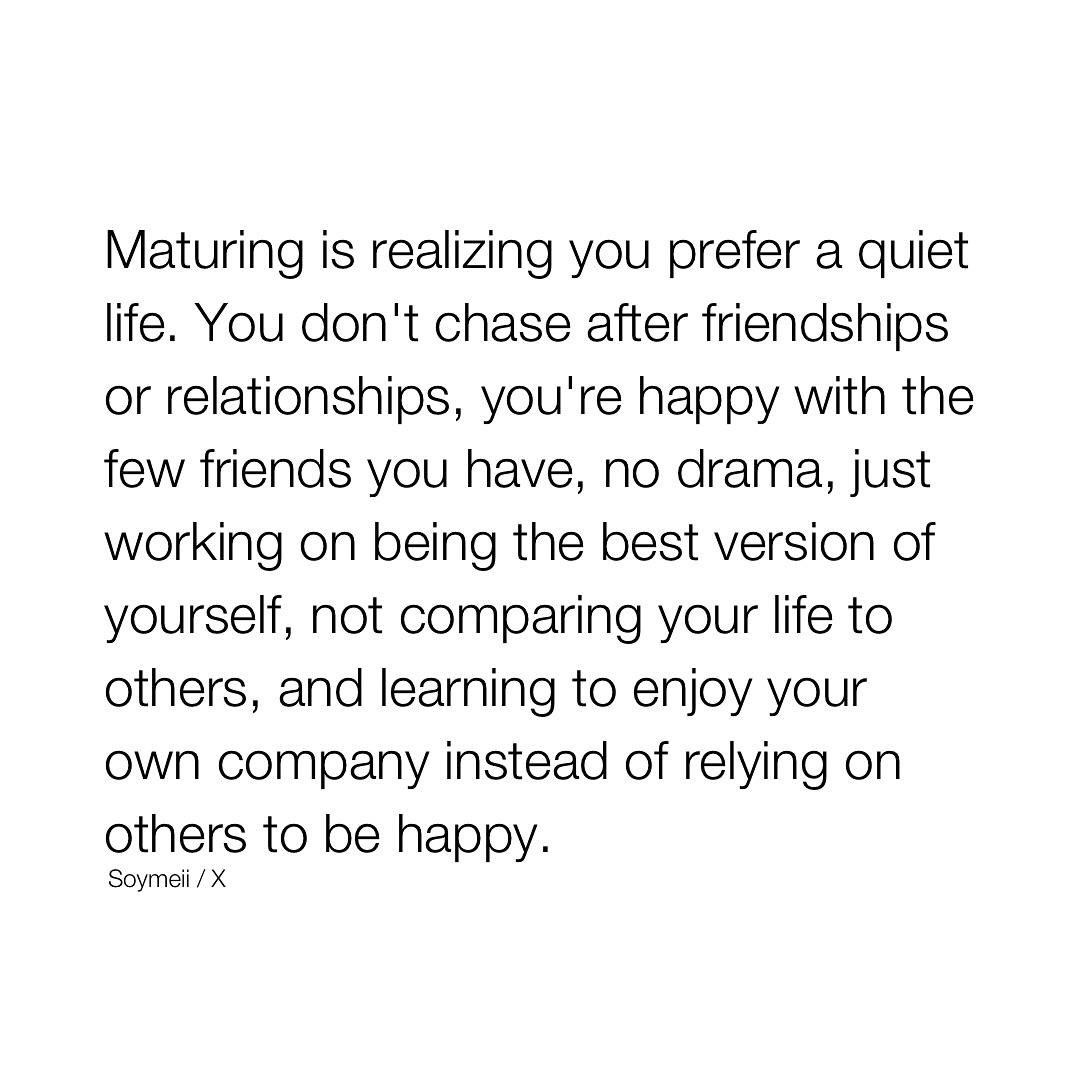 Maturing is realizing you prefer a quiet
life. You don't chase after friendships
or relationships, you're happy with the
few friends you have, no drama, just
working on being the best version of
yourself, not comparing your life to
others, and learning to enjoy your
own company instead of relying on
others to be happy.
Soymeii / X